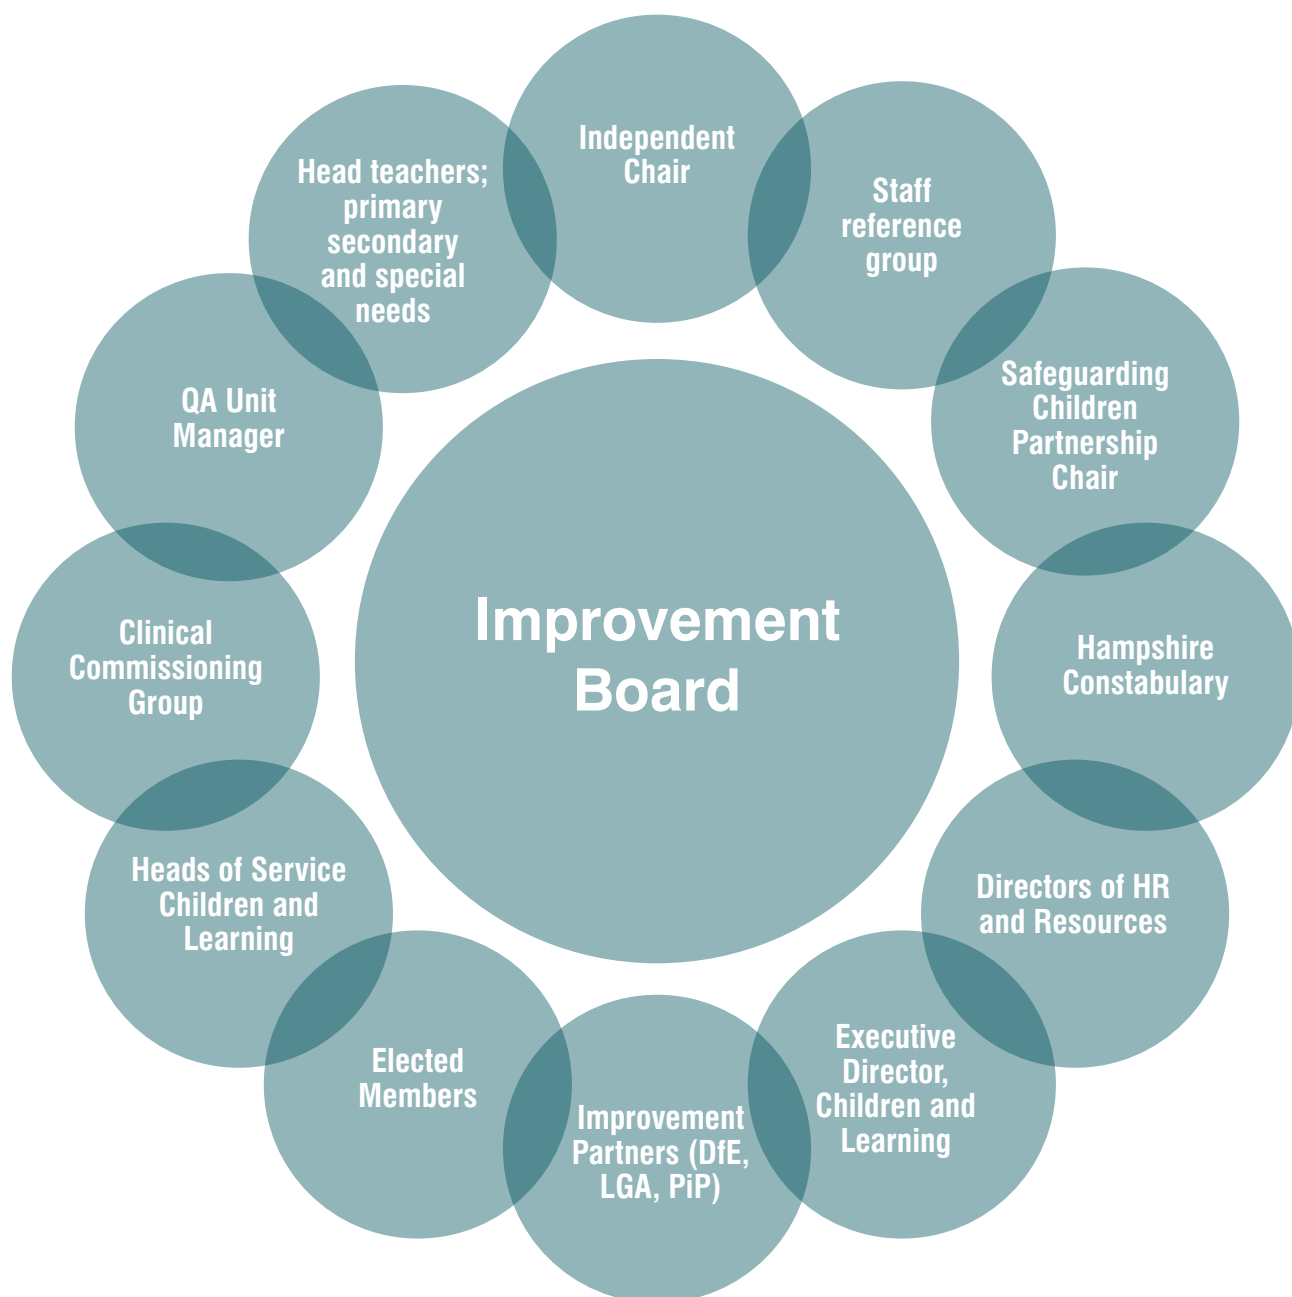 Independent
Chair
Staff
reference
group
Safeguarding
Children
Partnership
Chair
Hampshire
Constabulary
Directors of HR
and Resources
Executive
Director,
Children and
Learning
Improvement
Partners (DfE,
LGA, PiP)
Elected
Members
Heads of Service
Children and
Learning
Clinical
Commissioning
Group
QA Unit
Manager
Head teachers;
primary
secondary
and special
needs
Improvement
Board